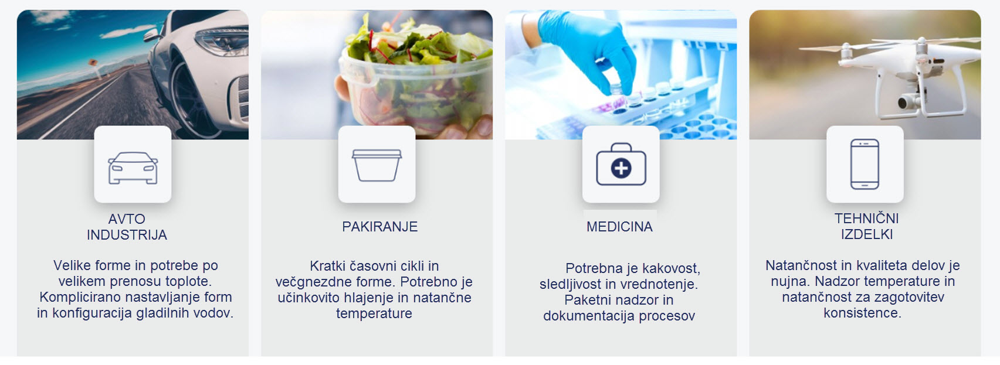 AVTO
INDUSTRIJA
Velike forme in potrebe po
velikem prenosu toplote.
Komplicirano nastavljanje form
in konfiguracija gladilnih vodov.
PAKIRANJE
Kratki časovni cikli in
večgnezdne forme. Potrebno je
učinkovito hlajenje in natančne
temperature
MEDICINA
Potrebna je kakovost,
sledljivost in vrednotenje.
Paketni nadzor in
dokumentacija procesov
TEHNIČNI
IZDELKI
Natančnost in kvaliteta delov je
nujna. Nadzor temperature in
natančnost za zagotovitev
konsistence.